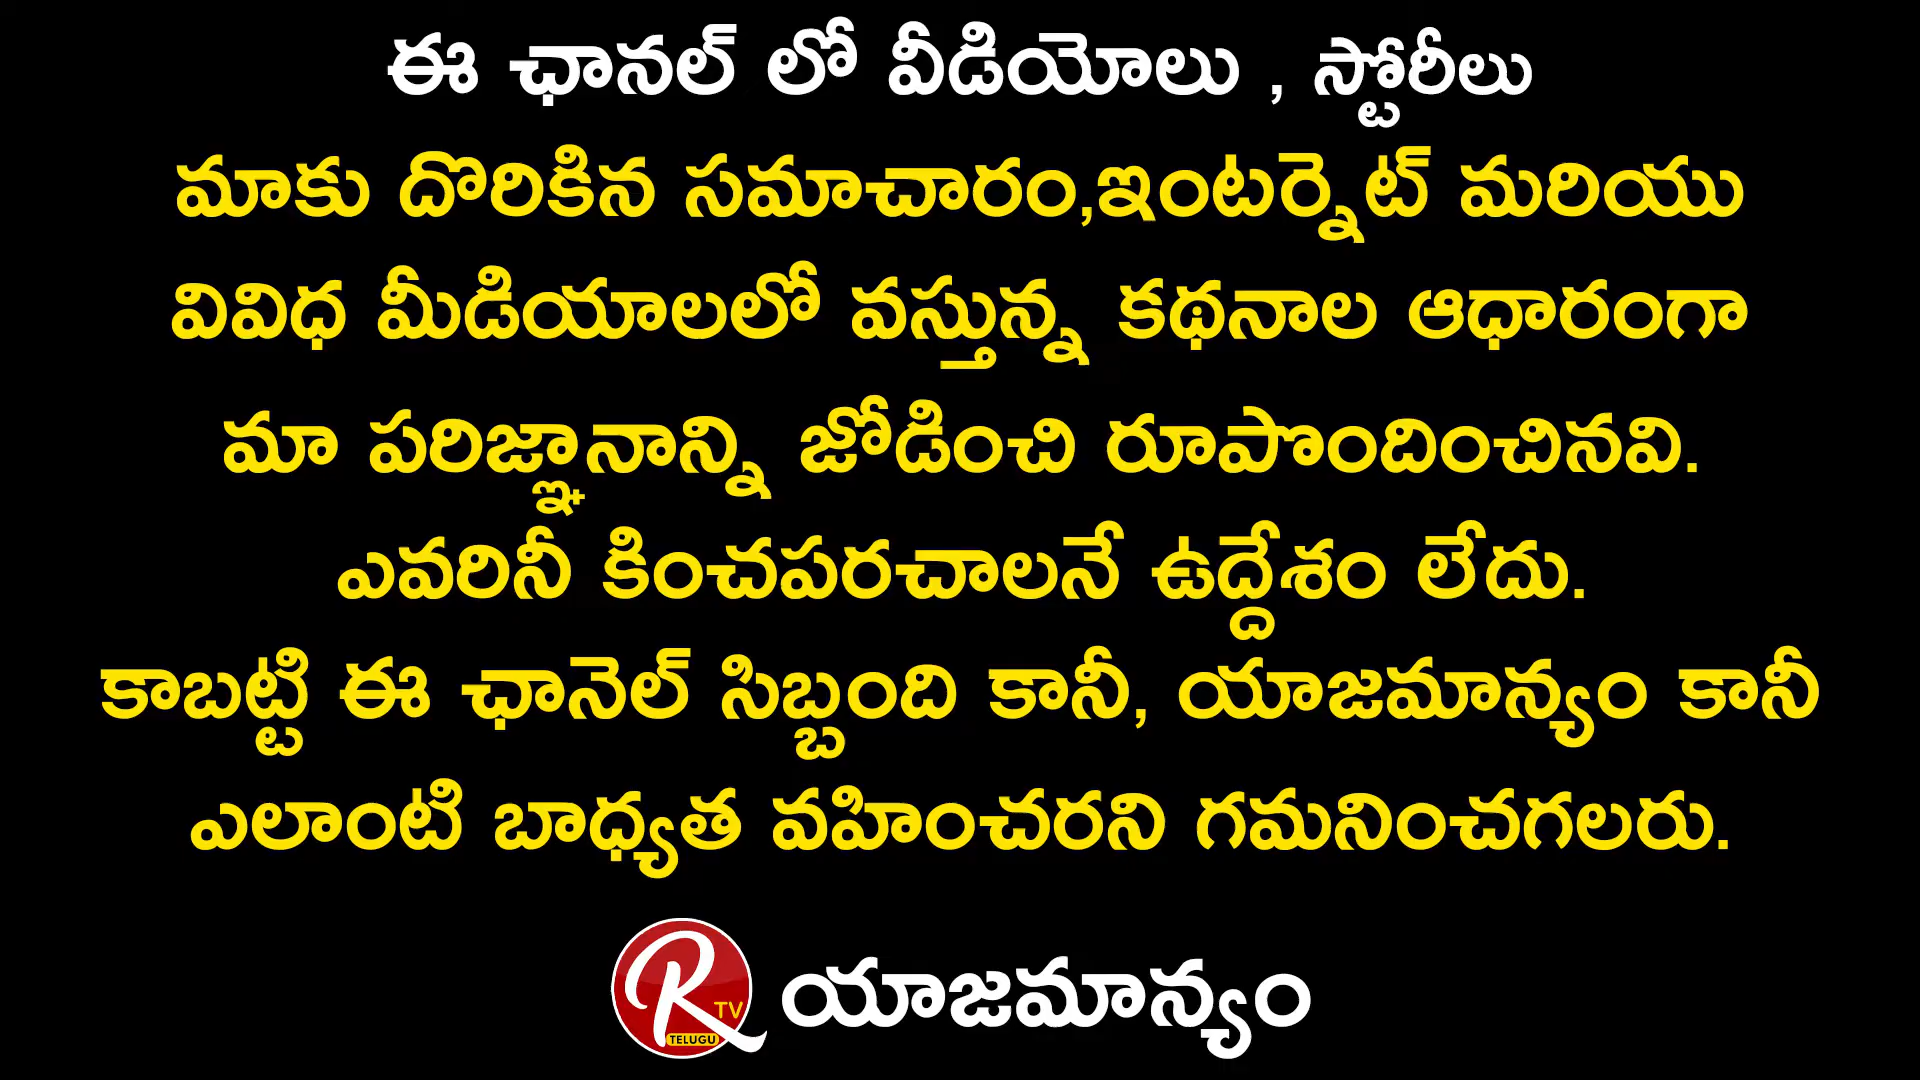 ఈ ఛానల్ లో వీడియోలు , స్టోరీలు
మాకు దొరికిన సమాచారం,ఇంటర్నెట్ మరియు
వివిధ మీడియాలలో వస్తున్న కథనాల ఆధారంగా
మా పరిజ్ఞానాన్ని జోడించి రూపొందించినవి.
ఎవరినీ కించపరచాలనే ఉద్దేశం లేదు.
కాబట్టి ఈ ఛానెల్ సిబ్బంది కానీ, యాజమాన్యం కానీ
ఎలాంటి బాధ్యత వహించరని గమనించగలరు.
R TV TELUGU యాజమాన్యం